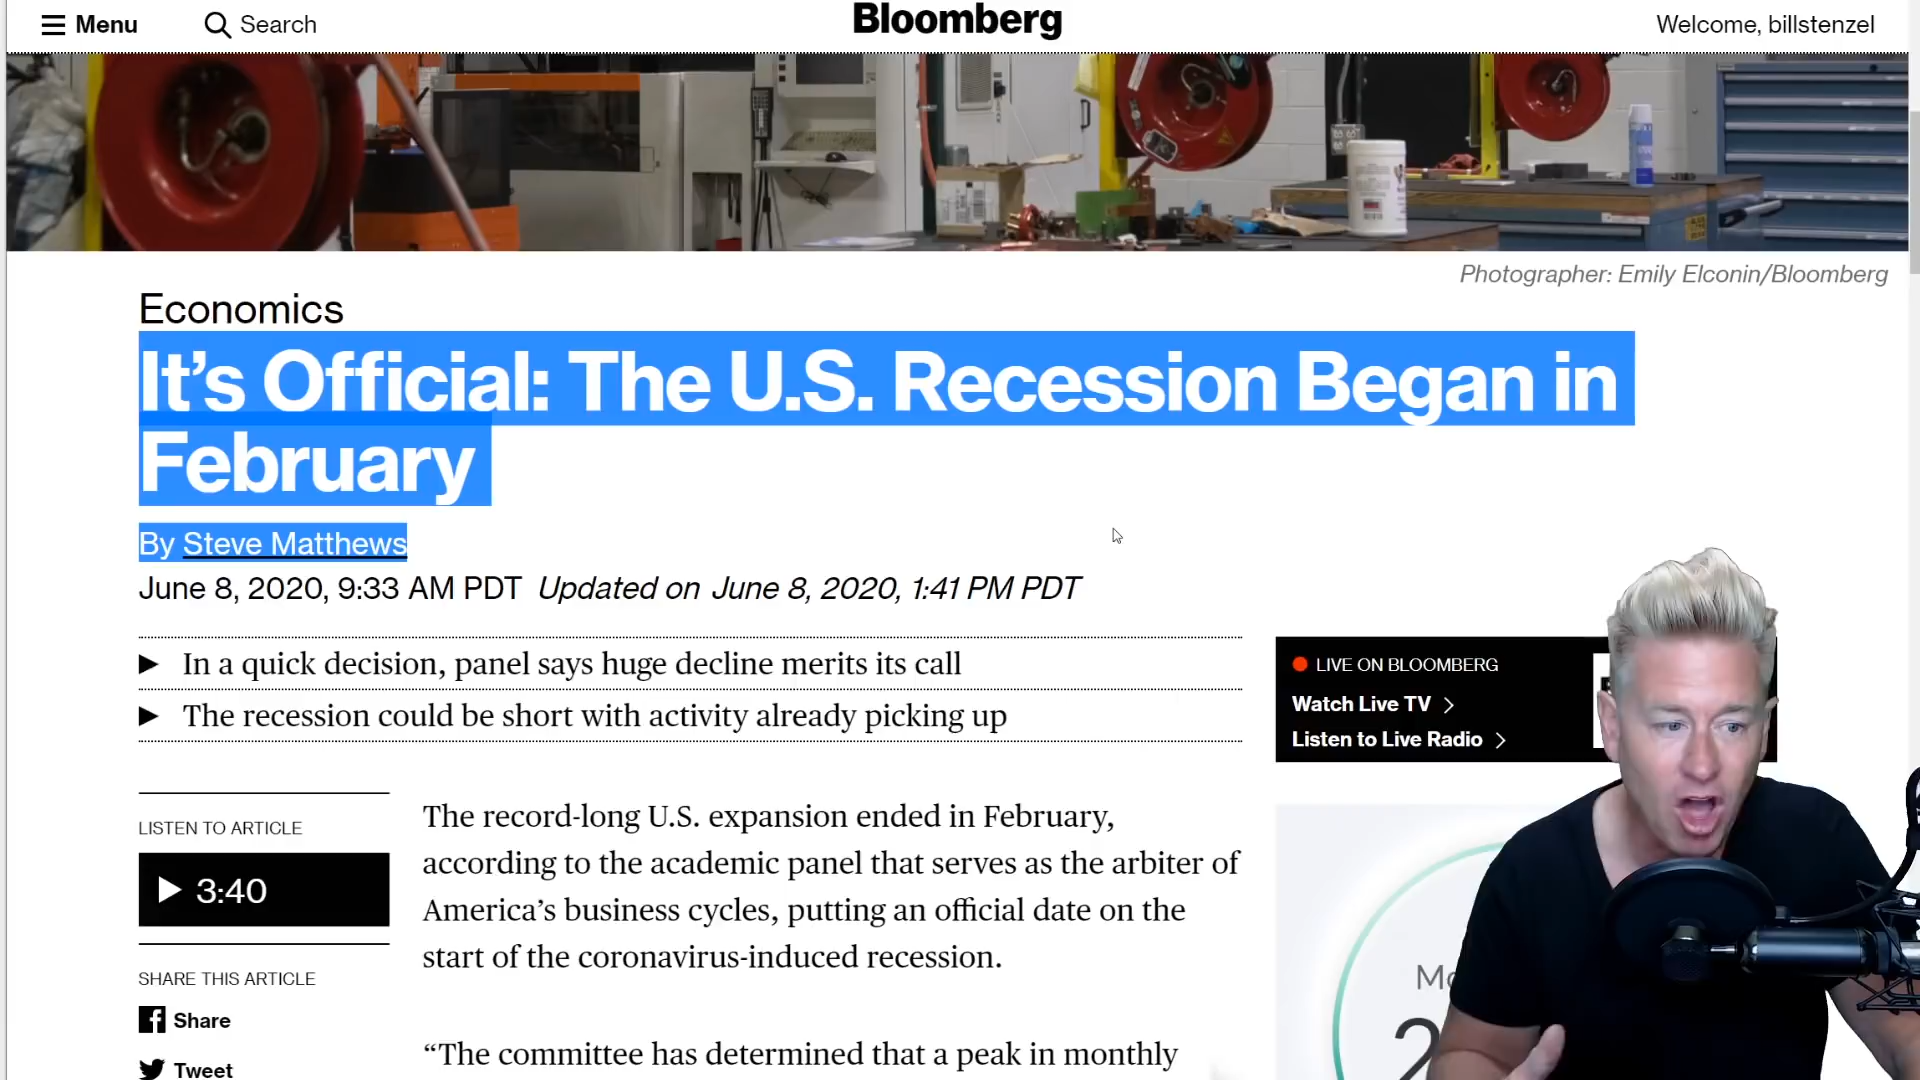 Menu
Search
Bloomberg
Welcome, billstenzel
Photographer: Emily Elconin/Bloomberg
Economics
It’s Official: The U.S. Recession Began in
February
By Steve Matthews
June 8, 2020, 9:33 AM PDT Updated on June 8, 2020, 1:41 PM PDT
In a quick decision, panel says huge decline merits its call
The recession could be short with activity already picking up
LIVE ON BLOOMBERG
Watch Live TV
Listen to Live Radio
LISTEN TO ARTICLE
3:40
SHARE THIS ARTICLE
Share
Tweet
The record-long U.S. expansion ended in February,
according to the academic panel that serves as the arbiter of
America’s business cycles, putting an official date on the
start of the coronavirus-induced recession.
“The committee has determined that a peak in monthly